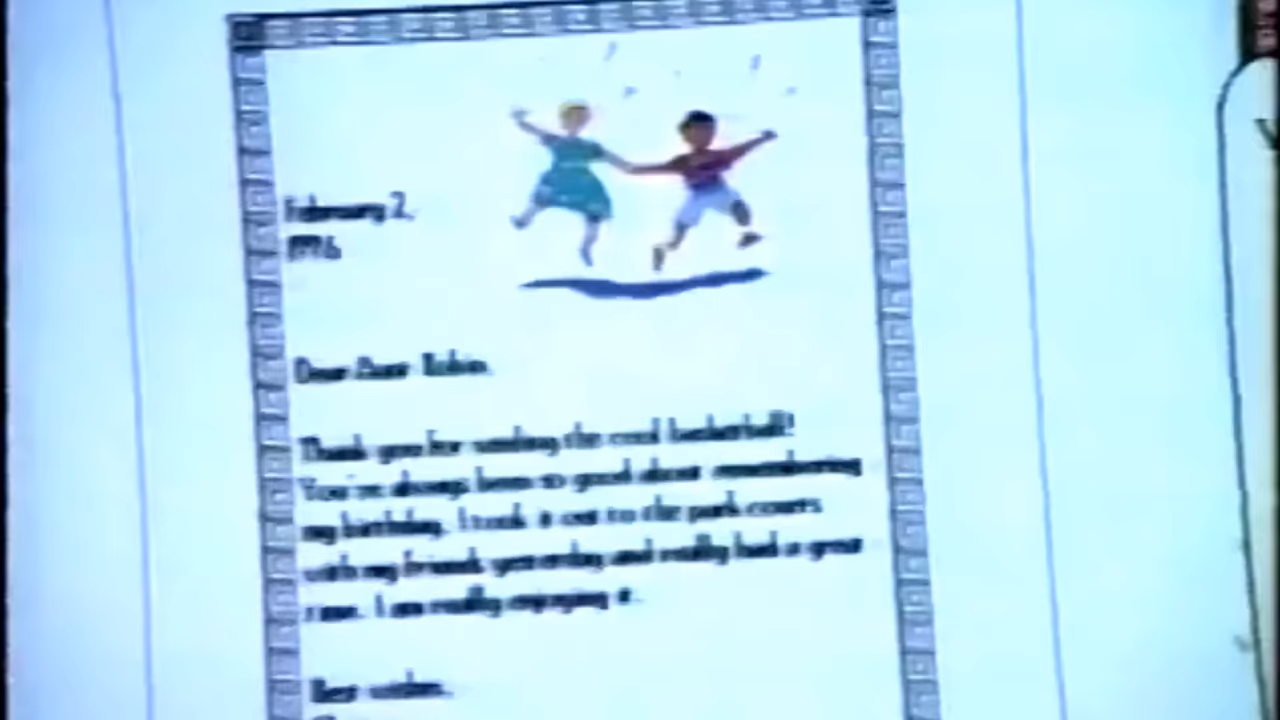 February 2,
1996
Dear Aunt Robin,
Thank you for sending the cool basketball!
You've always been so good about remembering
my birthday. I took it out to the park courts
with my friends yesterday and really had a great
time. I am really enjoying it.
Best wishes,